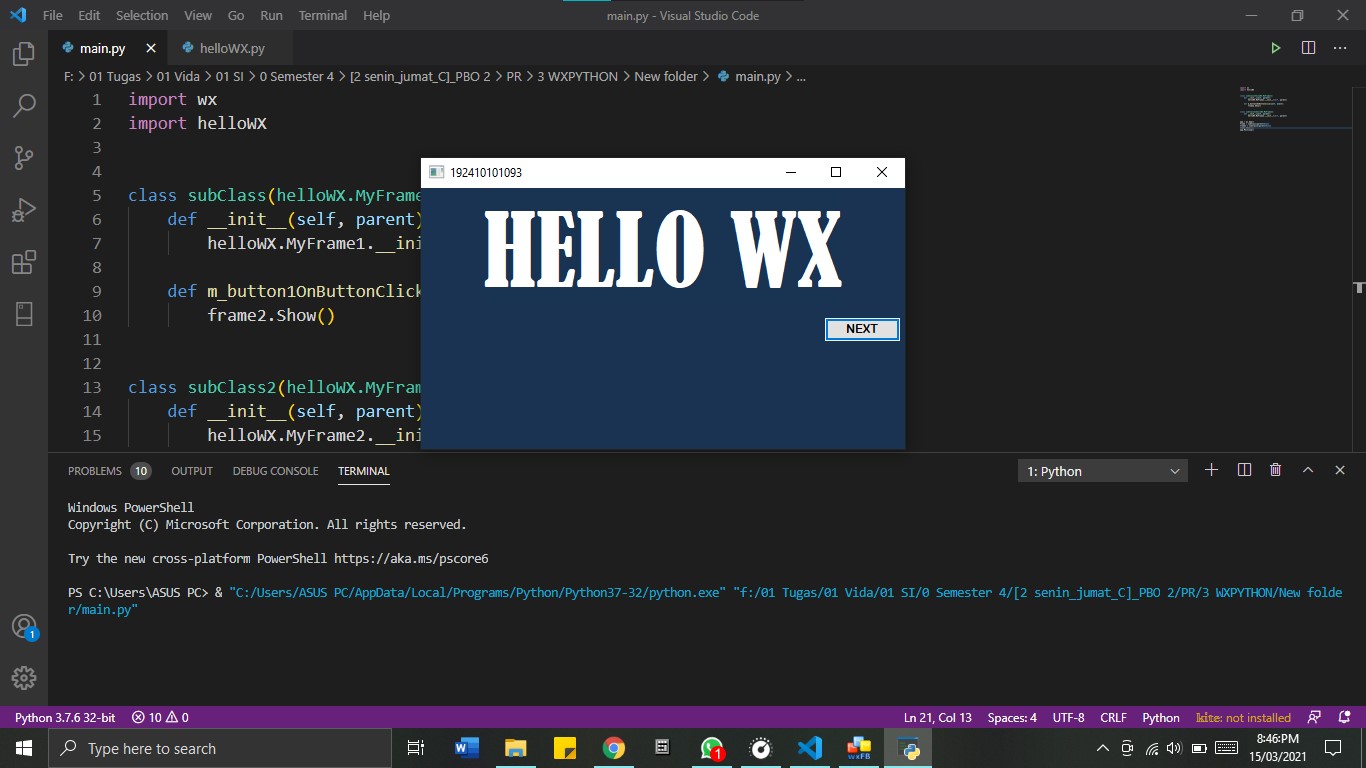 File Edit Selection View Go Run Terminal Help main.py - Visual Studio Code
main.py helloWX.py
F: > 01 Tugas > 01 Vida > 01 SI > 0 Semester 4 > [2 senin_jumat_C]_PBO 2 > PR > 3 WXPYTHON > New folder > main.py > ...
1 import wx
2 import helloWX
3
4
5 class subClass(helloWX.MyFrame
6 def __init__(self, parent)
7 helloWX.MyFrame1.__ini
8
9 def m_button1OnButtonClick
10 frame2.Show()
11
12
13 class subClass2(helloWX.MyFram
14 def __init__(self, parent)
15 helloWX.MyFrame2.__ini
192410101093
HELLO WX
NEXT
PROBLEMS 10 OUTPUT DEBUG CONSOLE TERMINAL 1: Python
Windows PowerShell
Copyright (C) Microsoft Corporation. All rights reserved.
Try the new cross-platform PowerShell https://aka.ms/pscore6
PS C:\Users\ASUS PC> & "C:/Users/ASUS PC/AppData/Local/Programs/Python/Python37-32/python.exe" "f:/01 Tugas/01 Vida/01 SI/0 Semester 4/[2 senin_jumat_C]_PBO 2/PR/3 WXPYTHON/New folde
r/main.py"
1
Python 3.7.6 32-bit 10 0 Ln 21, Col 13 Spaces: 4 UTF-8 CRLF Python kite: not installed
Type here to search
1
wxFB
8:46:PM
15/03/2021